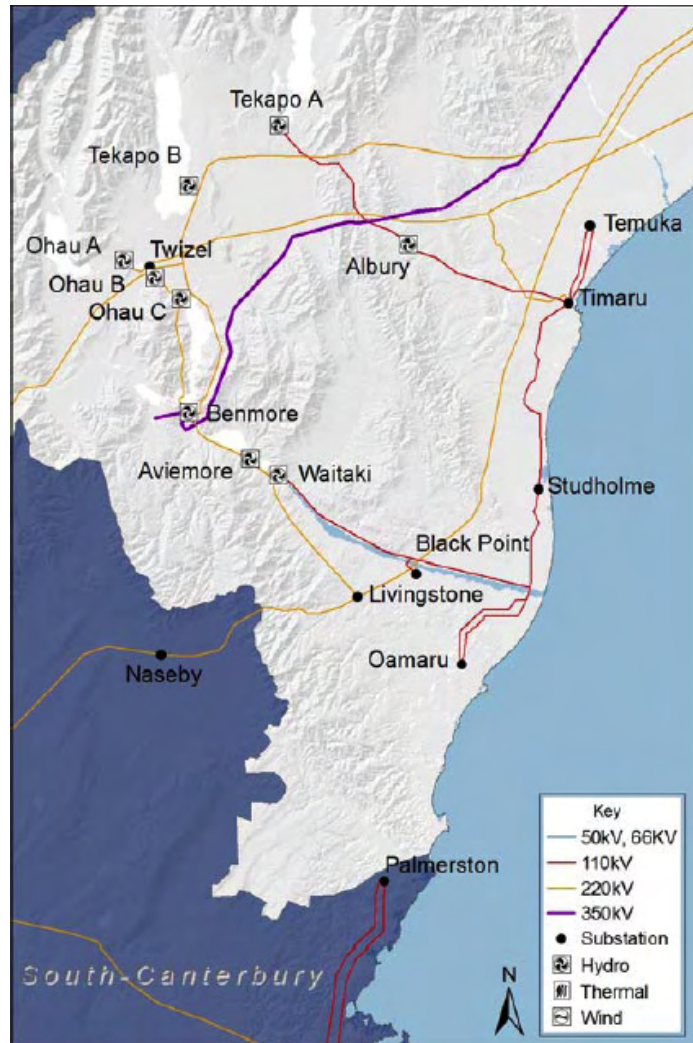 Tekapo A
Tekapo B
Temuka
Ohau A
Twizel
Albury
Ohau B
Ohau C
Timaru
Benmore
Aviemore
Waitaki
Studholme
Black Point
Livingstone
Oamaru
Naseby
Key
50kV, 66KV
110kV
220kV
350kV
Substation
Hydro
Thermal
Wind
Palmerston
South-Canterbury
N